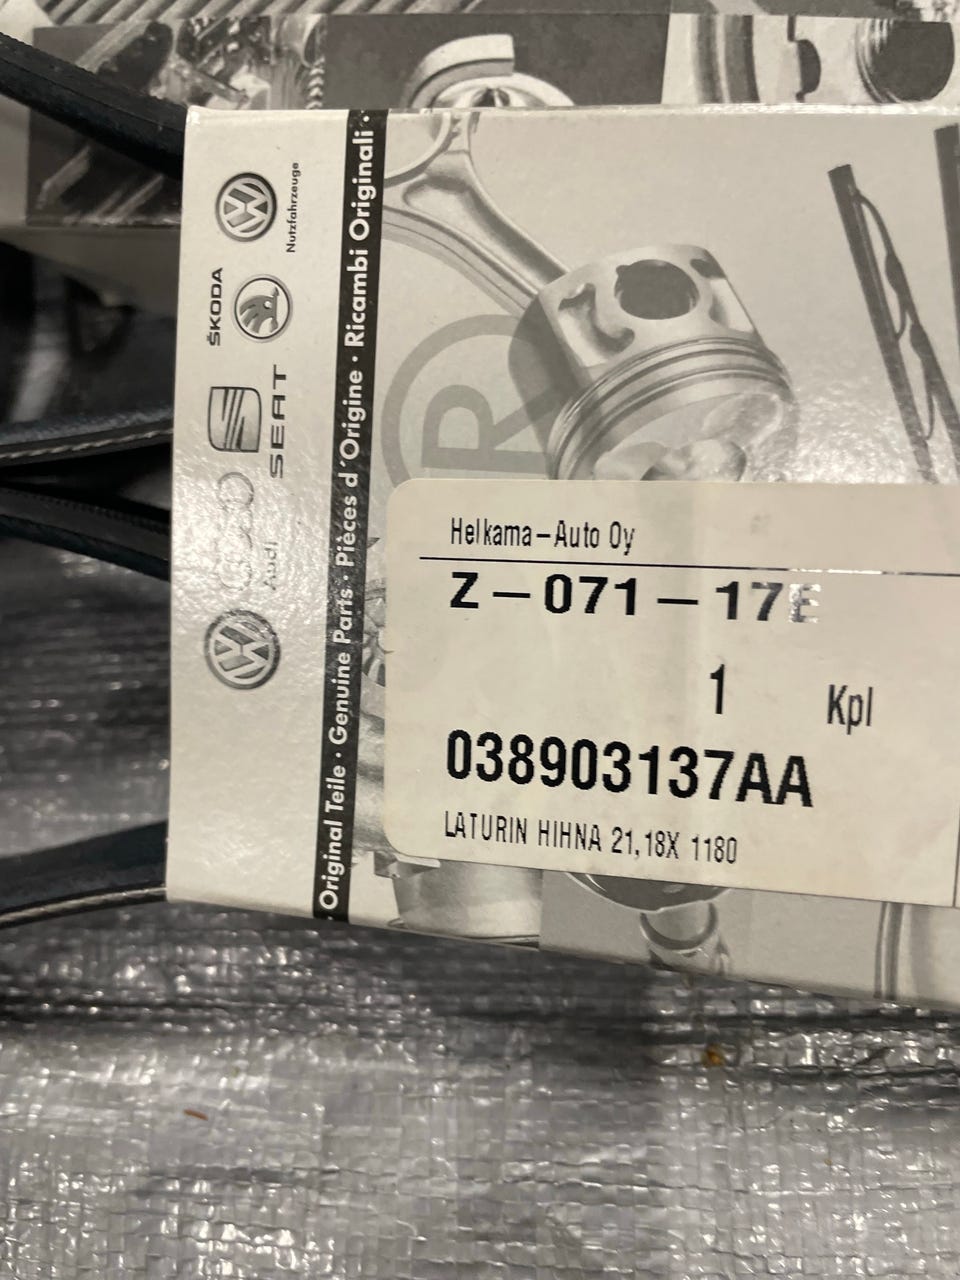 Nutzfahrzeuge
ŠKODA
SEAT
Audi
Original Teile · Genuine Parts · Pièces d'Origine · Ricambi Originali ·
R
Helkama-Auto Oy
Z-071-17E
1 Kpl
038903137AA
LATURIN HIHNA 21,18X 1180